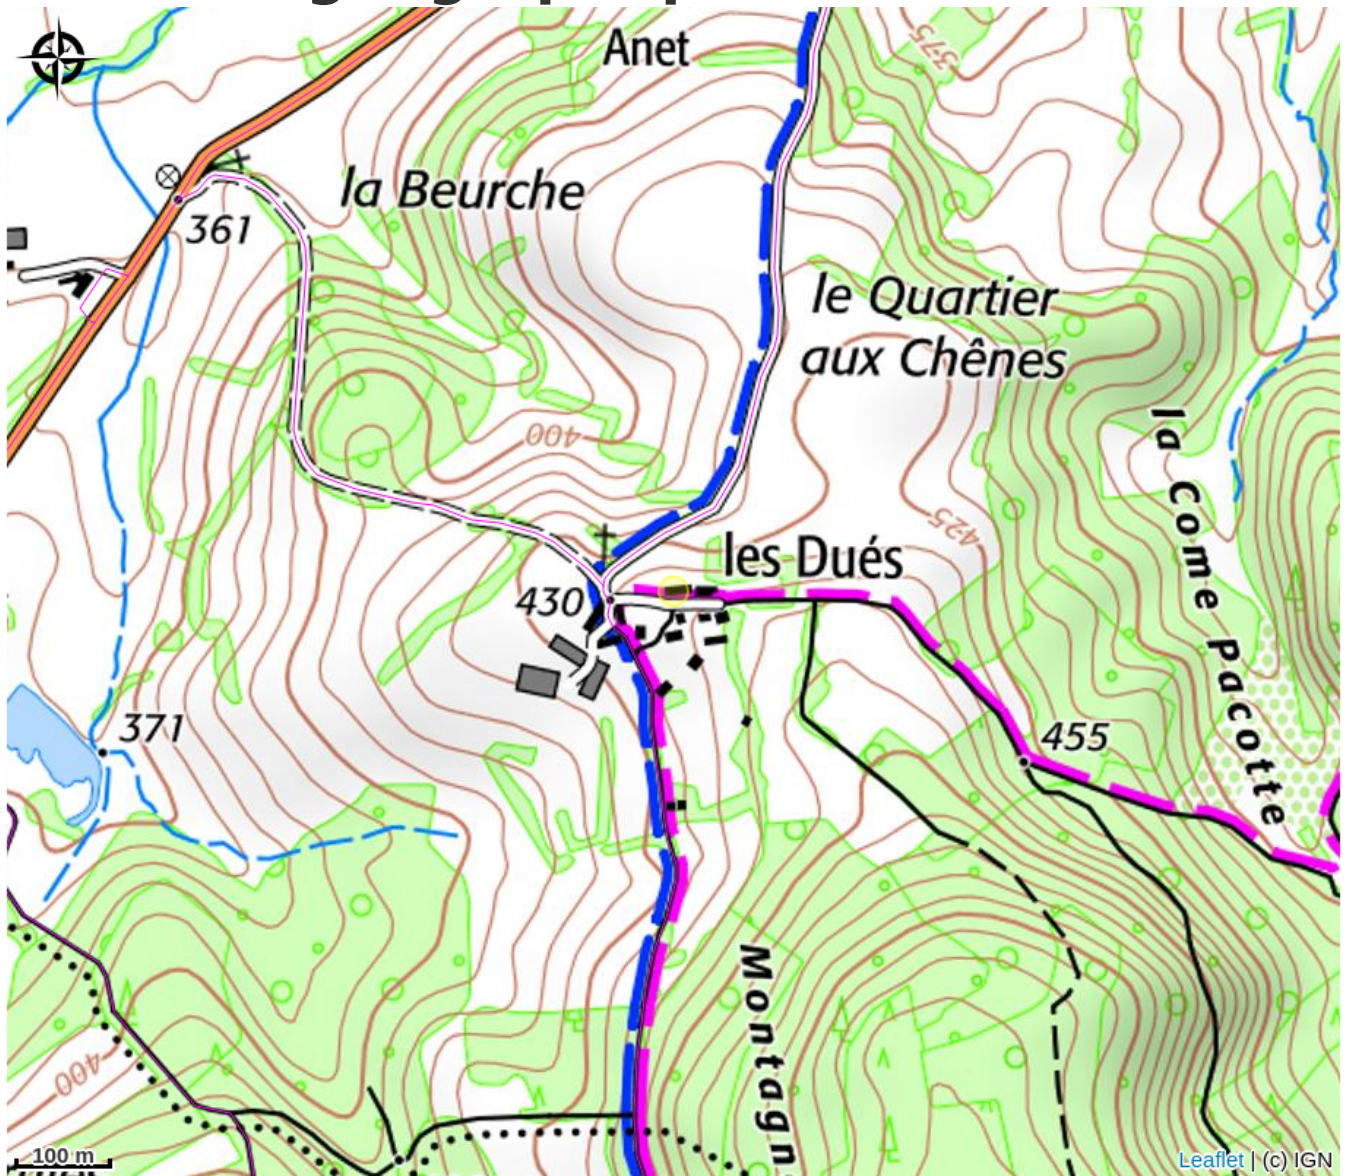 Anet
375
la Beurche
361
le Quartier
aux Chênes
400
la Come Pacotte
425
les Dués
430
371
455
Montagn
400
100 m
Leaflet | (c) IGN